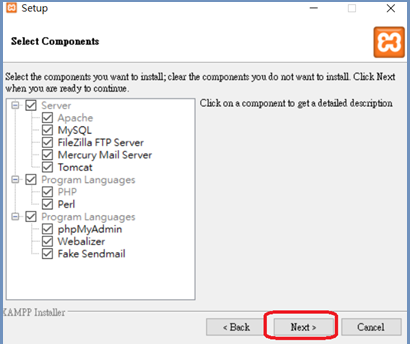 Setup
Select Components
Select the components you want to install; clear the components you do not want to install. Click Next
when you are ready to continue.
Server
Apache
MySQL
FileZilla FTP Server
Mercury Mail Server
Tomcat
Program Languages
PHP
Perl
Program Languages
phpMyAdmin
Webalizer
Fake Sendmail
Click on a component to get a detailed description
XAMPP Installer
< Back
Next >
Cancel